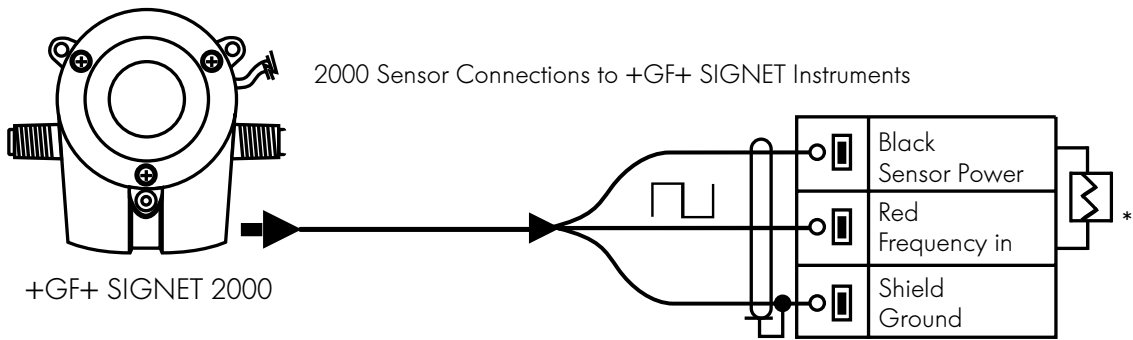 2000 Sensor Connections to +GF+ SIGNET Instruments
Black
Sensor Power
Red
Frequency in
*
Shield
Ground
+GF+ SIGNET 2000